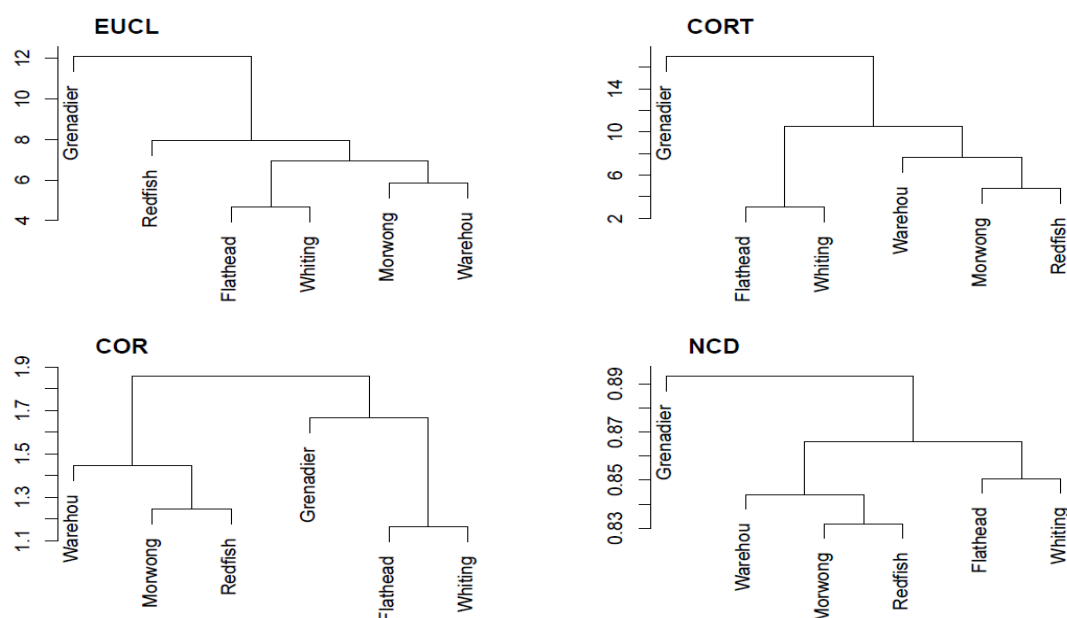 EUCL
12
10
8
6
4
Grenadier
Redfish
Flathead
Whiting
Morwong
Warehou
CORT
14
10
6
2
Grenadier
Flathead
Whiting
Warehou
Morwong
Redfish
COR
1.9
1.7
1.5
1.3
1.1
Warehou
Morwong
Redfish
Grenadier
Flathead
Whiting
NCD
0.89
0.87
0.85
0.83
Grenadier
Warehou
Morwong
Redfish
Flathead
Whiting